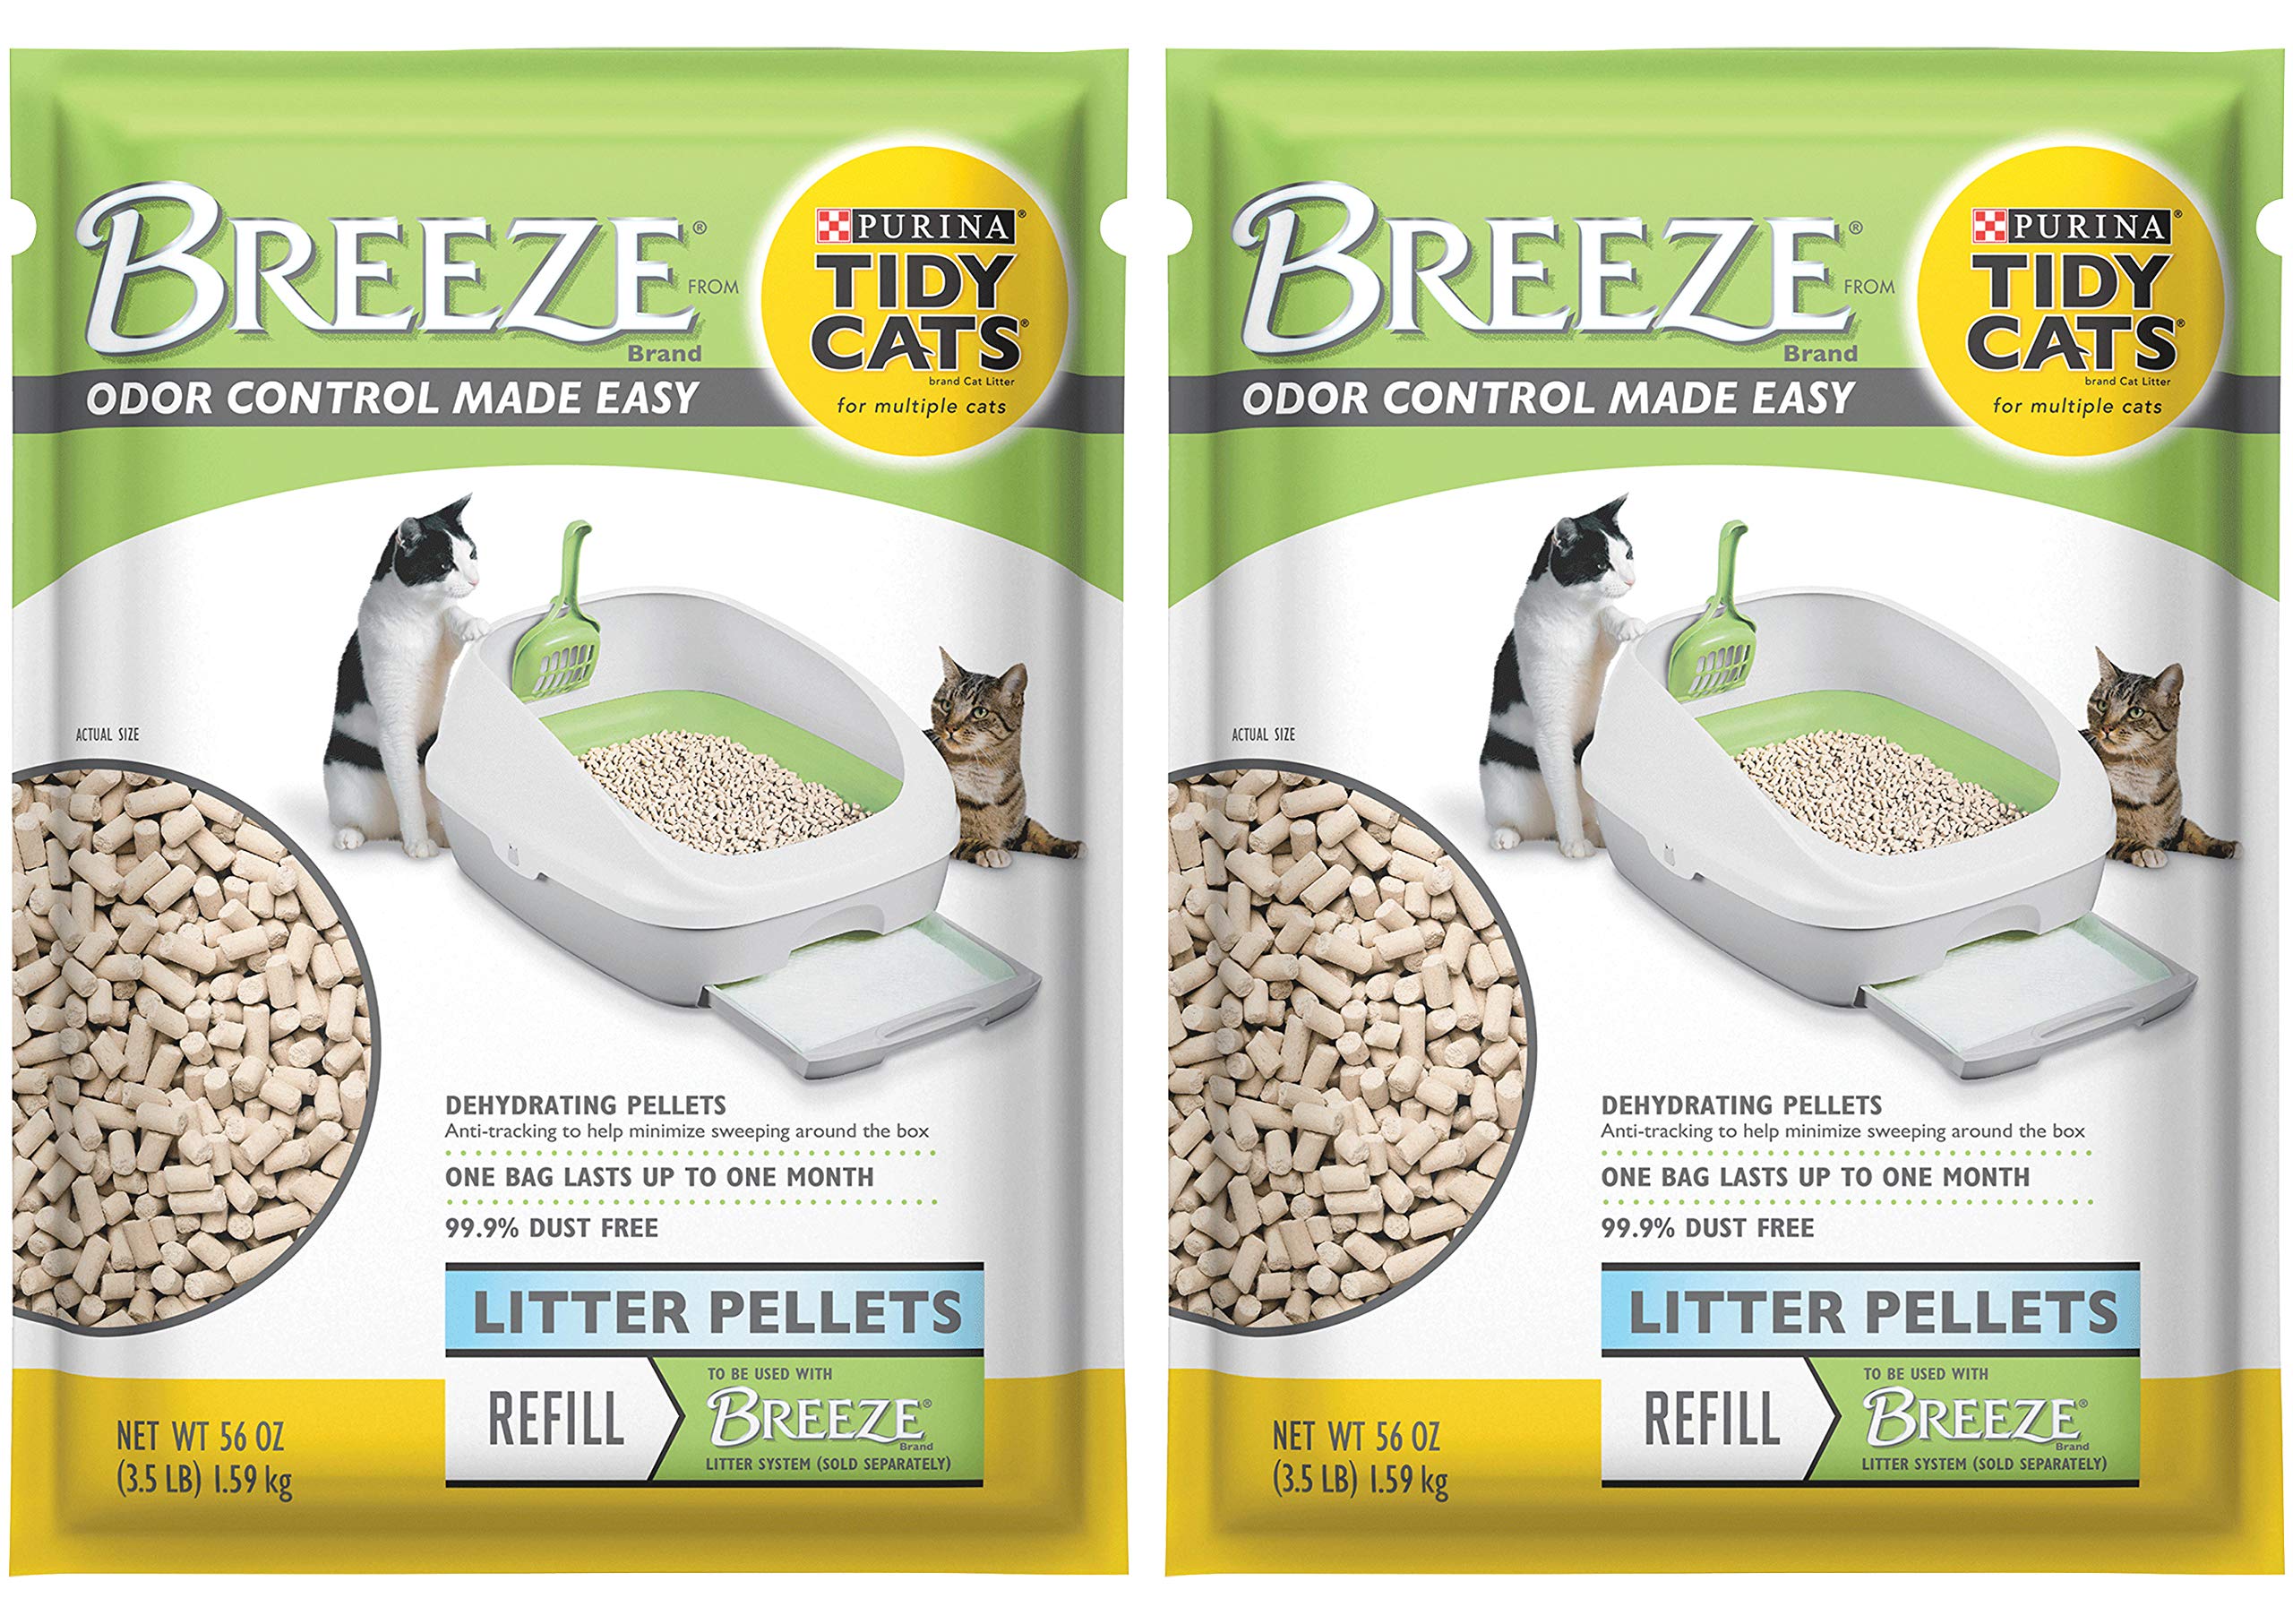 BREEZE®
FROM
Brand
PURINA®
TIDY
CATS®
brand Cat Litter
for multiple cats
ODOR CONTROL MADE EASY
ACTUAL SIZE
DEHYDRATING PELLETS
Anti-tracking to help minimize sweeping around the box
ONE BAG LASTS UP TO ONE MONTH
99.9% DUST FREE
LITTER PELLETS
REFILL
TO BE USED WITH
BREEZE®
Brand
LITTER SYSTEM (SOLD SEPARATELY)
NET WT 56 OZ
(3.5 LB) 1.59 kg
BREEZE®
FROM
Brand
PURINA®
TIDY
CATS®
brand Cat Litter
for multiple cats
ODOR CONTROL MADE EASY
ACTUAL SIZE
DEHYDRATING PELLETS
Anti-tracking to help minimize sweeping around the box
ONE BAG LASTS UP TO ONE MONTH
99.9% DUST FREE
LITTER PELLETS
REFILL
TO BE USED WITH
BREEZE®
Brand
LITTER SYSTEM (SOLD SEPARATELY)
NET WT 56 OZ
(3.5 LB) 1.59 kg